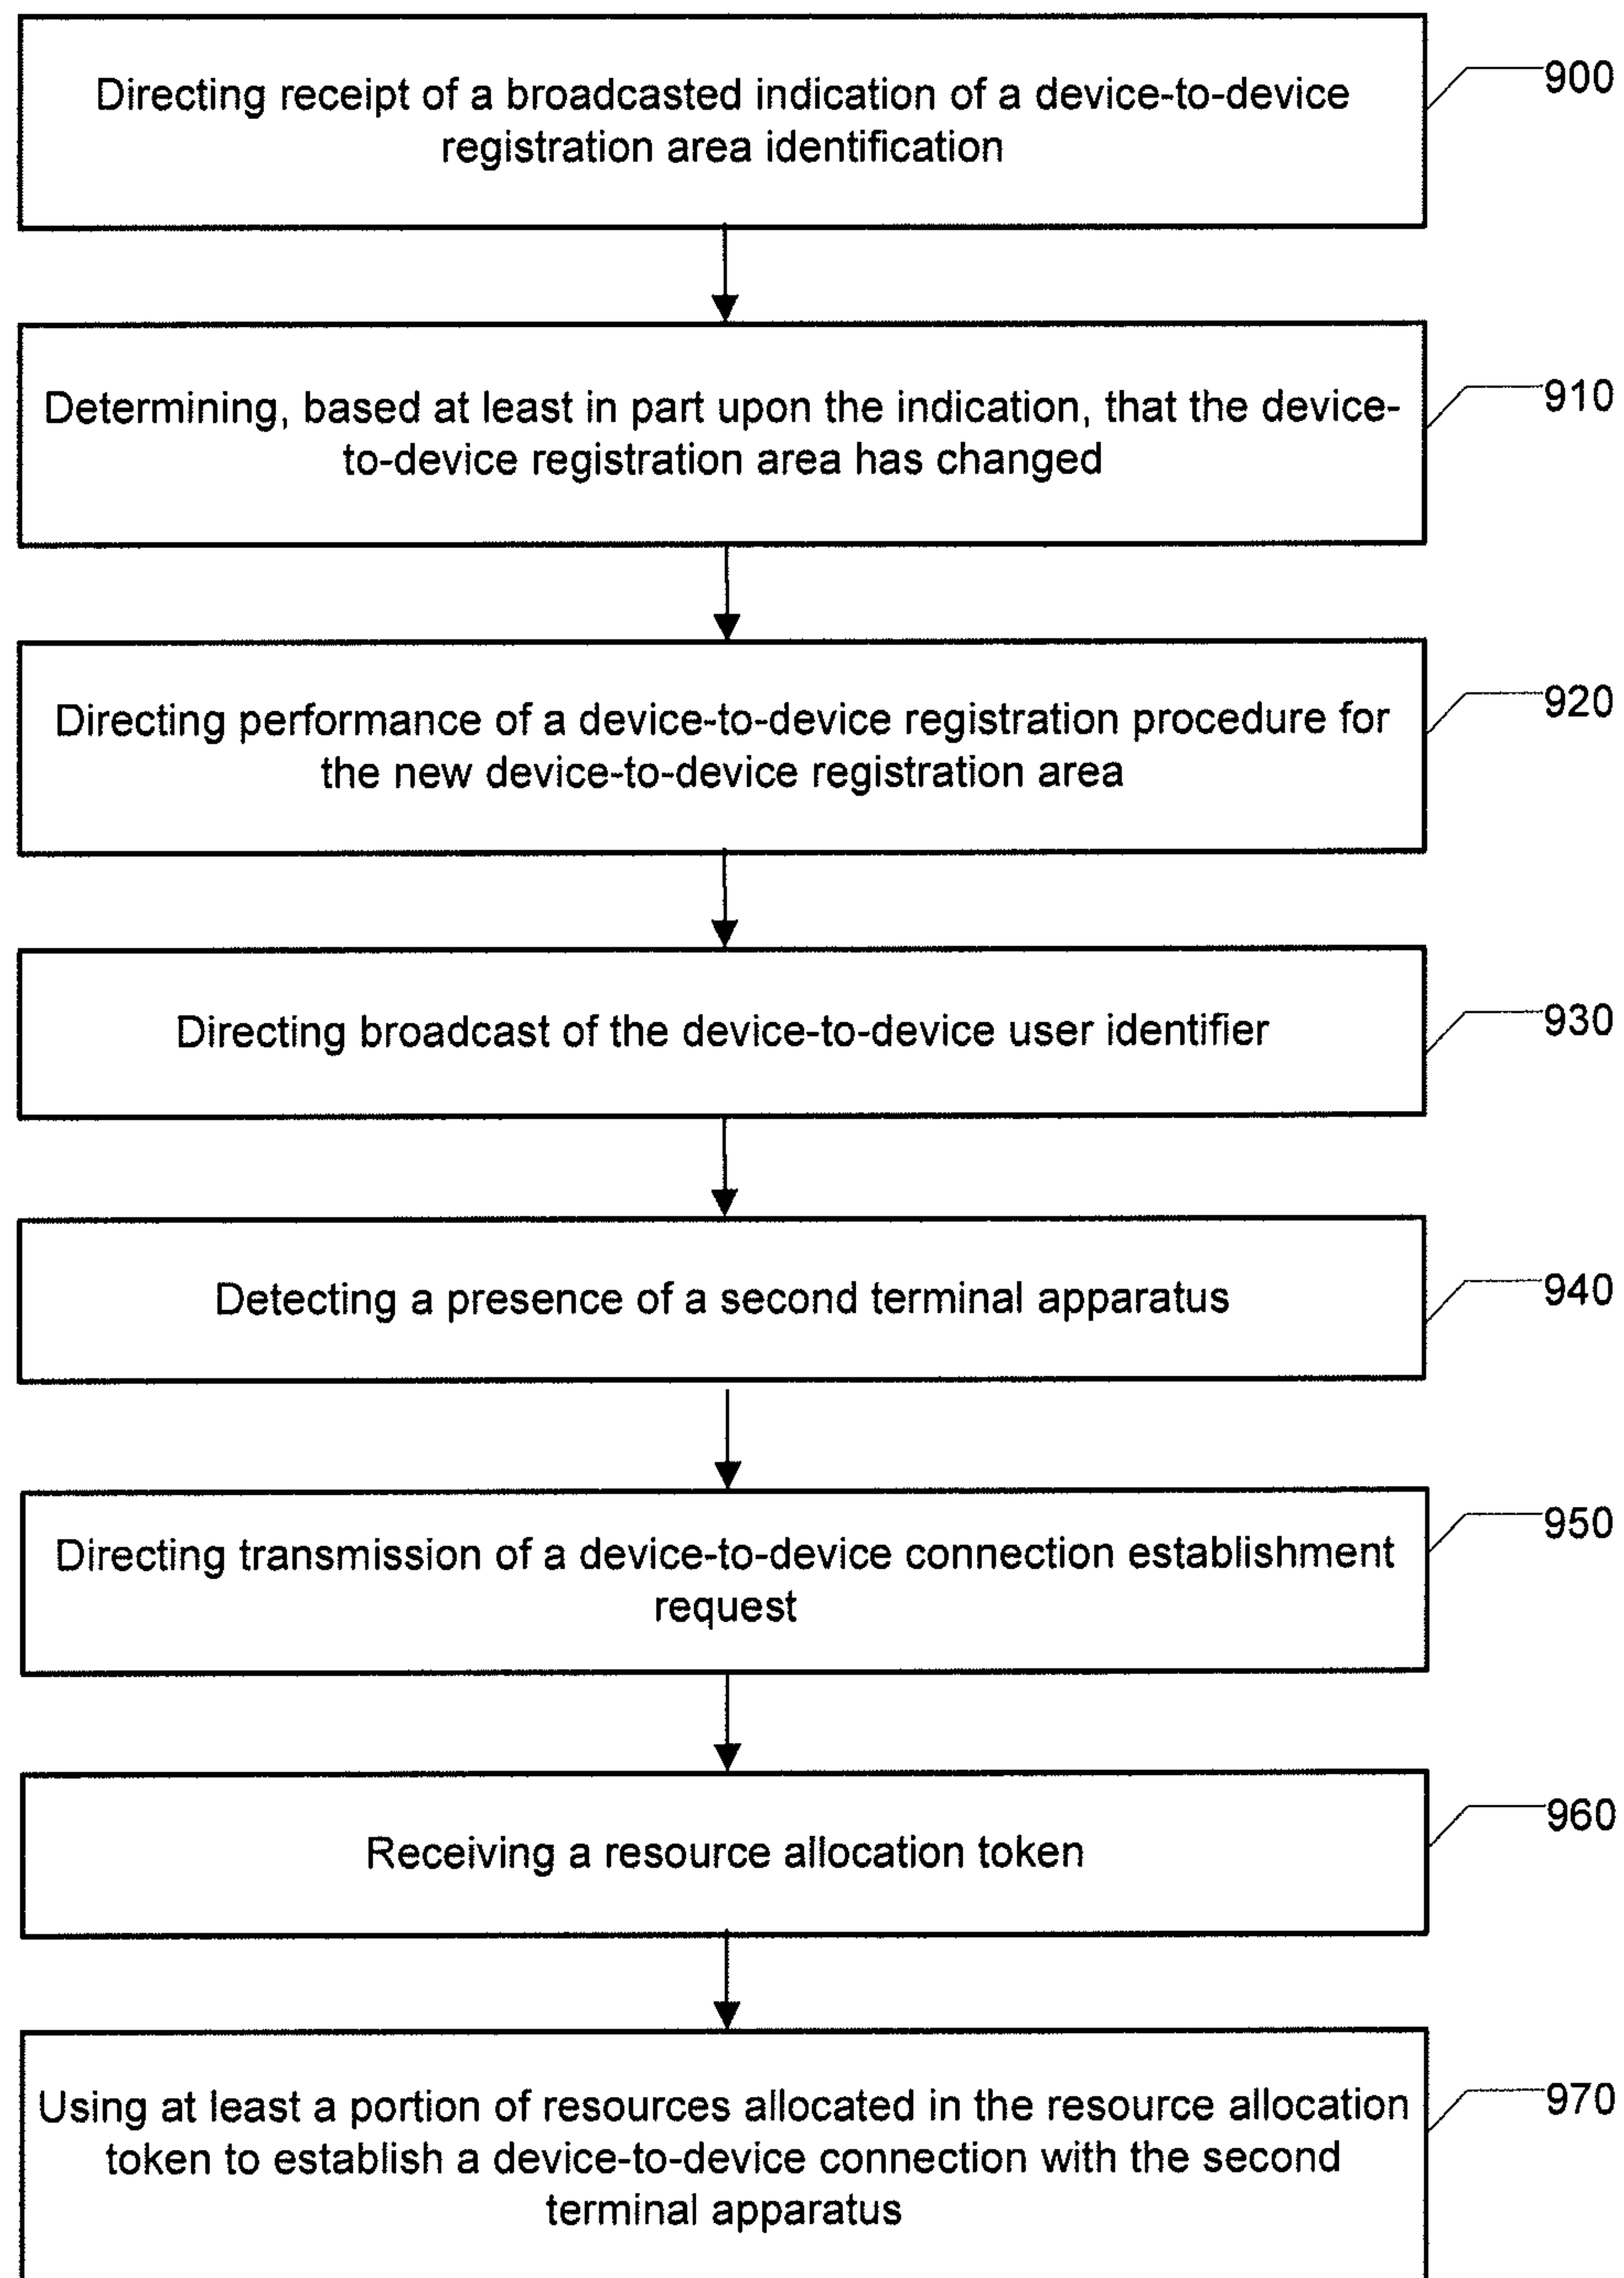 Directing receipt of a broadcasted indication of a device-to-device
registration area identification
900
Determining, based at least in part upon the indication, that the device-
to-device registration area has changed
910
Directing performance of a device-to-device registration procedure for
the new device-to-device registration area
920
Directing broadcast of the device-to-device user identifier
930
Detecting a presence of a second terminal apparatus
940
Directing transmission of a device-to-device connection establishment
request
950
Receiving a resource allocation token
960
Using at least a portion of resources allocated in the resource allocation
token to establish a device-to-device connection with the second
terminal apparatus
970